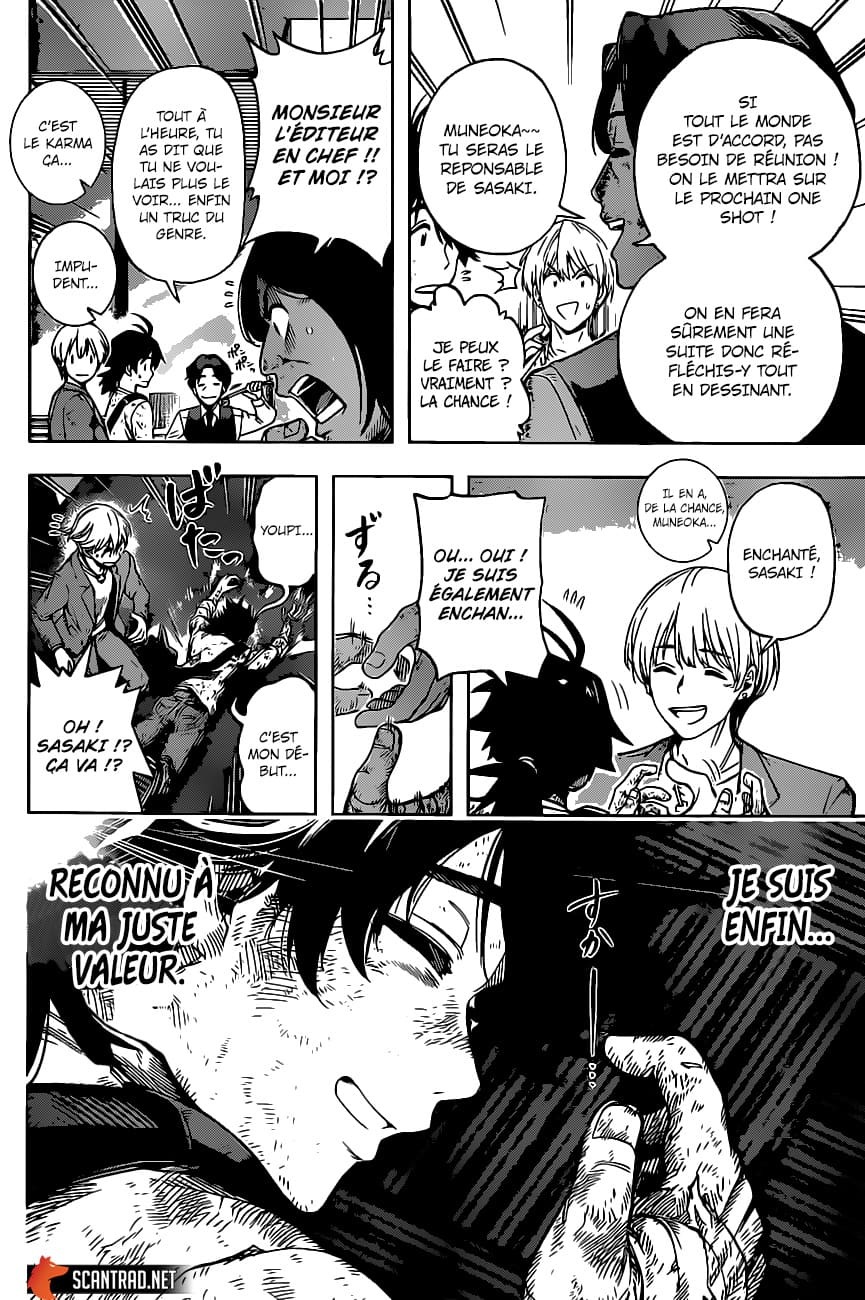 SI
TOUT LE MONDE
EST D'ACCORD, PAS
BESOIN DE RÉUNION !
ON LE METTRA SUR
LE PROCHAIN ONE
SHOT !
ON EN FERA
SÛREMENT UNE
SUITE DONC RÉ-
FLÉCHIS-Y TOUT
EN DESSINANT.
MUNEOKA~~
TU SERAS LE
REPONSABLE
DE SASAKI.
JE PEUX
LE FAIRE ?
VRAIMENT ?
LA CHANCE !
MONSIEUR
L'ÉDITEUR
EN CHEF !!
ET MOI !?
TOUT À
L'HEURE, TU
AS DIT QUE
TU NE VOU-
LAIS PLUS LE
VOIR... ENFIN
UN TRUC DU
GENRE.
C'EST
LE KARMA
ÇA...
IMPU-
DENT...
ポンポン
ENCHANTÉ,
SASAKI !
IL EN A,
DE LA CHANCE,
MUNEOKA...
OU... OUI !
JE SUIS
ÉGALEMENT
ENCHAN...
ずる…
YOUPI...
ばたっ
C'EST
MON DÉ-
BUT...
OH !
SASAKI !?
ÇA VA !?
JE SUIS
ENFIN...
すかー…
RECONNU À
MA JUSTE
VALEUR.
SCANTRAD.NET